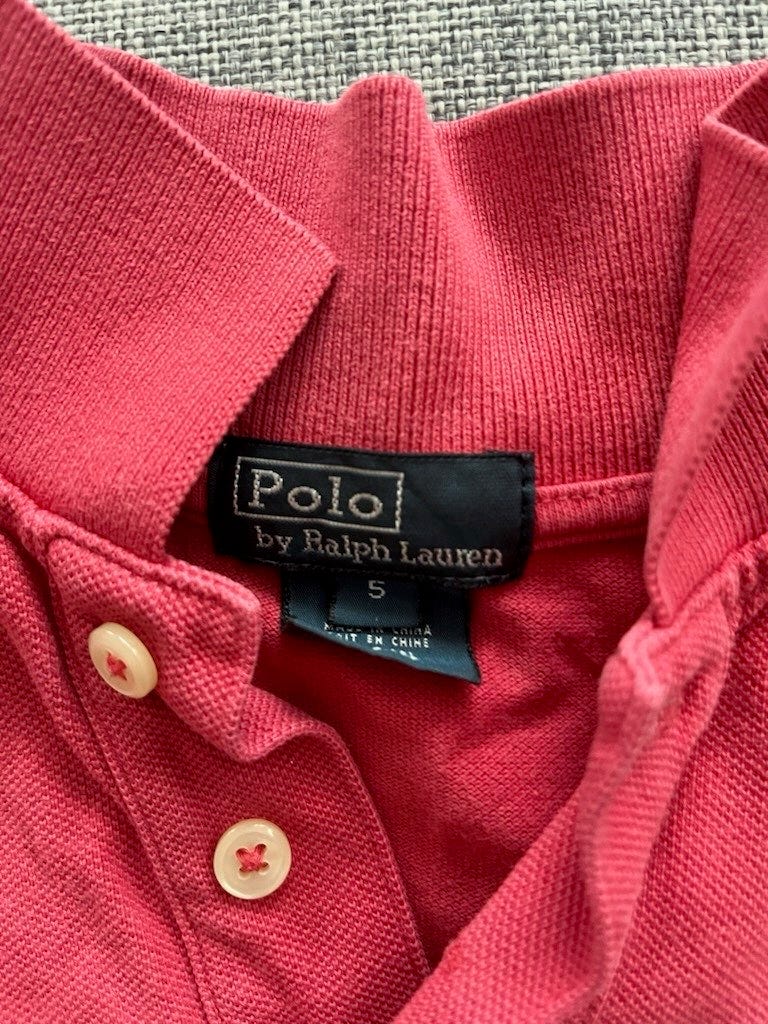 Polo
by Ralph Lauren
5
MADE IN CHINA
FAIT EN CHINE